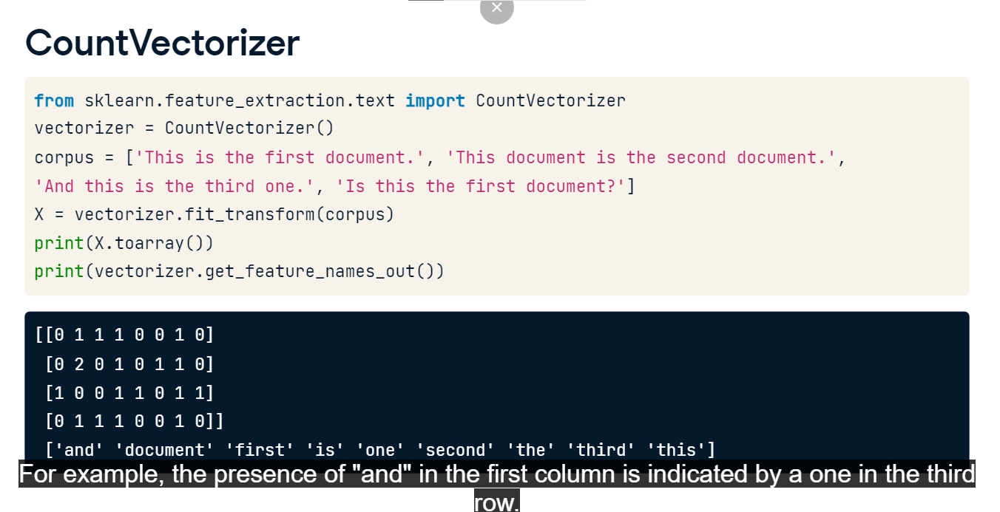 CountVectorizer
from sklearn.feature_extraction.text import CountVectorizer
vectorizer = CountVectorizer()
corpus = ['This is the first document.', 'This document is the second document.',
'And this is the third one.', 'Is this the first document?']
X = vectorizer.fit_transform(corpus)
print(X.toarray())
print(vectorizer.get_feature_names_out())
[[0 1 1 1 0 0 1 0]
[0 2 0 1 0 1 1 0]
[1 0 0 1 1 0 1 1]
[0 1 1 1 0 0 1 0]]
['and' 'document' 'first' 'is' 'one' 'second' 'the' 'third' 'this']
For example, the presence of "and" in the first column is indicated by a one in the third
row.